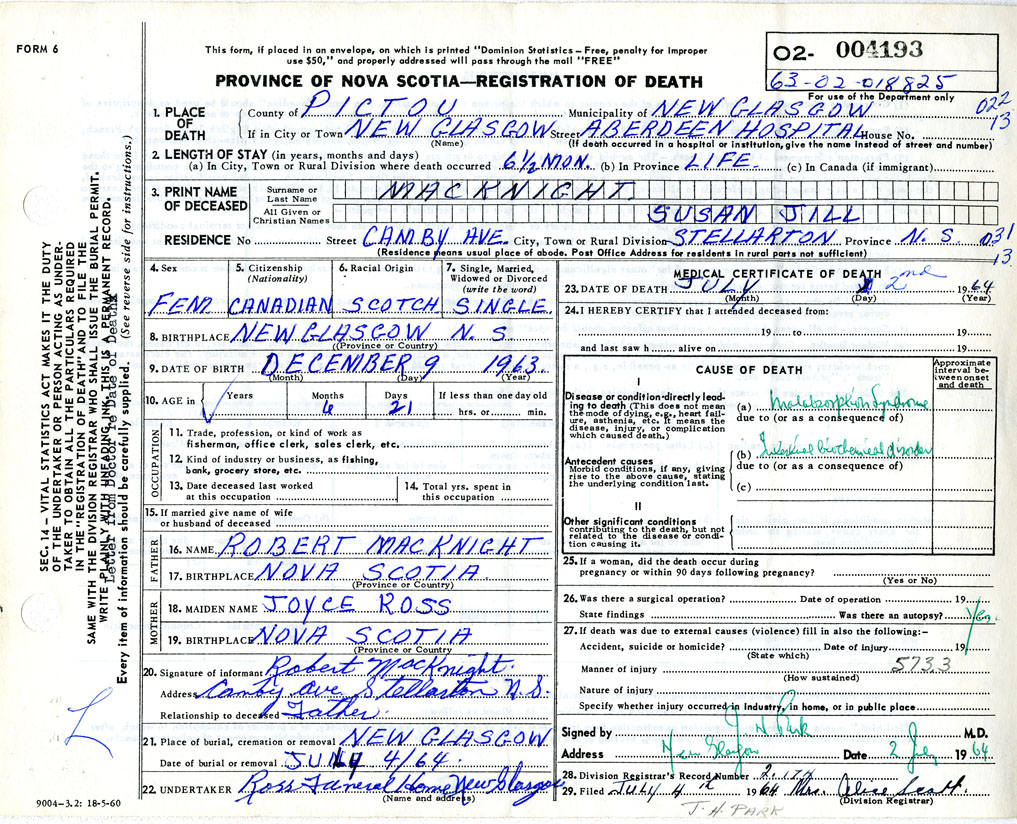 FORM 6
This form, if placed in an envelope, on which is printed "Dominion Statistics – Free, penalty for improper
use $50," and properly addressed will pass through the mail "FREE"
O2- 004193
63-02-018825
For use of the Department only
PROVINCE OF NOVA SCOTIA—REGISTRATION OF DEATH
022
13
1. PLACE OF DEATH
County of PICTOU Municipality of NEW GLASGOW
If in City or Town NEW GLASGOW Street ABERDEEN HOSPITAL House No.
(Name) (If death occurred in a hospital or institution, give the name instead of street and number)
2. LENGTH OF STAY (in years, months and days)
(a) In City, Town or Rural Division where death occurred 6½ MON. (b) In Province LIFE (c) In Canada (if immigrant)
3. PRINT NAME OF DECEASED
Surname or Last Name MACKNIGHT
All Given or Christian Names SUSAN JILL
RESIDENCE No Street CAMBY AVE. City, Town or Rural Division STELLARTON Province N. S. 031
13
(Residence means usual place of abode. Post Office Address for residents in rural parts not sufficient)
4. Sex
FEM
5. Citizenship (Nationality)
CANADIAN
6. Racial Origin
SCOTCH
7. Single, Married, Widowed or Divorced (write the word)
SINGLE
8. BIRTHPLACE NEW GLASGOW N. S.
(Province or Country)
9. DATE OF BIRTH DECEMBER 9 1963
(Month) (Day) (Year)
10. AGE in Years Months Days If less than one day old
6 21 hrs. or min.
OCCUPATION
11. Trade, profession, or kind of work as
fisherman, office clerk, sales clerk, etc.
12. Kind of industry or business, as fishing,
bank, grocery store, etc.
13. Date deceased last worked
at this occupation
14. Total yrs. spent in
this occupation
15. If married give name of wife
or husband of deceased
FATHER
16. NAME ROBERT MACKNIGHT
17. BIRTHPLACE NOVA SCOTIA
(Province or Country)
MOTHER
18. MAIDEN NAME JOYCE ROSS
19. BIRTHPLACE NOVA SCOTIA
(Province or Country)
20. Signature of informant Robert MacKnight
Address Camby Ave Stellarton N.S.
Relationship to deceased Father
21. Place of burial, cremation or removal NEW GLASGOW
Date of burial or removal JULY 4/64
22. UNDERTAKER Ross Funeral Home New Glasgow
(Name and address)
MEDICAL CERTIFICATE OF DEATH
23. DATE OF DEATH JULY 2nd 1964
(Month) (Day) (Year)
24. I HEREBY CERTIFY that I attended deceased from:
19 to 19
and last saw h alive on 19
CAUSE OF DEATH
Approximate interval between onset and death
I
Disease or condition directly leading to death (This does not mean the mode of dying, e.g., heart failure, asthenia, etc. It means the disease, injury, or complication which caused death.)
(a) Malabsorption Syndrome
due to (or as a consequence of)
Antecedent causes
Morbid conditions, if any, giving rise to the above cause, stating the underlying condition last.
(b) biochemical disorder
due to (or as a consequence of)
(c)
II
Other significant conditions
contributing to the death, but not related to the disease or condition causing it.
25. If a woman, did the death occur during
pregnancy or within 90 days following pregnancy?
(Yes or No)
26. Was there a surgical operation? Date of operation 19
State findings Was there an autopsy? Yes
27. If death was due to external causes (violence) fill in also the following:–
Accident, suicide or homicide? Date of injury 19
(State which)
5733
Manner of injury
(How sustained)
Nature of injury
Specify whether injury occurred in Industry, in home, or in public place
Signed by J H Park M.D.
Address New Glasgow Date 2 July 1964
28. Division Registrar's Record Number
29. Filed July 4th 1964 Mrs. Alice Scott
(Division Registrar)
J. H. PARK
SEC. 14 – VITAL STATISTICS ACT MAKES IT THE DUTY
OF THE UNDERTAKER OR PERSON ACTING AS UNDERTAKER
TO OBTAIN ALL THE PARTICULARS REQUIRED
IN THE "REGISTRATION OF DEATH" AND TO FILE THE
SAME WITH THE DIVISION REGISTRAR WHO SHALL ISSUE THE BURIAL PERMIT.
WRITE PLAINLY WITH UNFADING INK, THIS IS A PERMANENT RECORD.
Letter from Doctor re Date of Death
Every item of information should be carefully supplied. (See reverse side for instructions.)
9004–3.2: 18-5-60